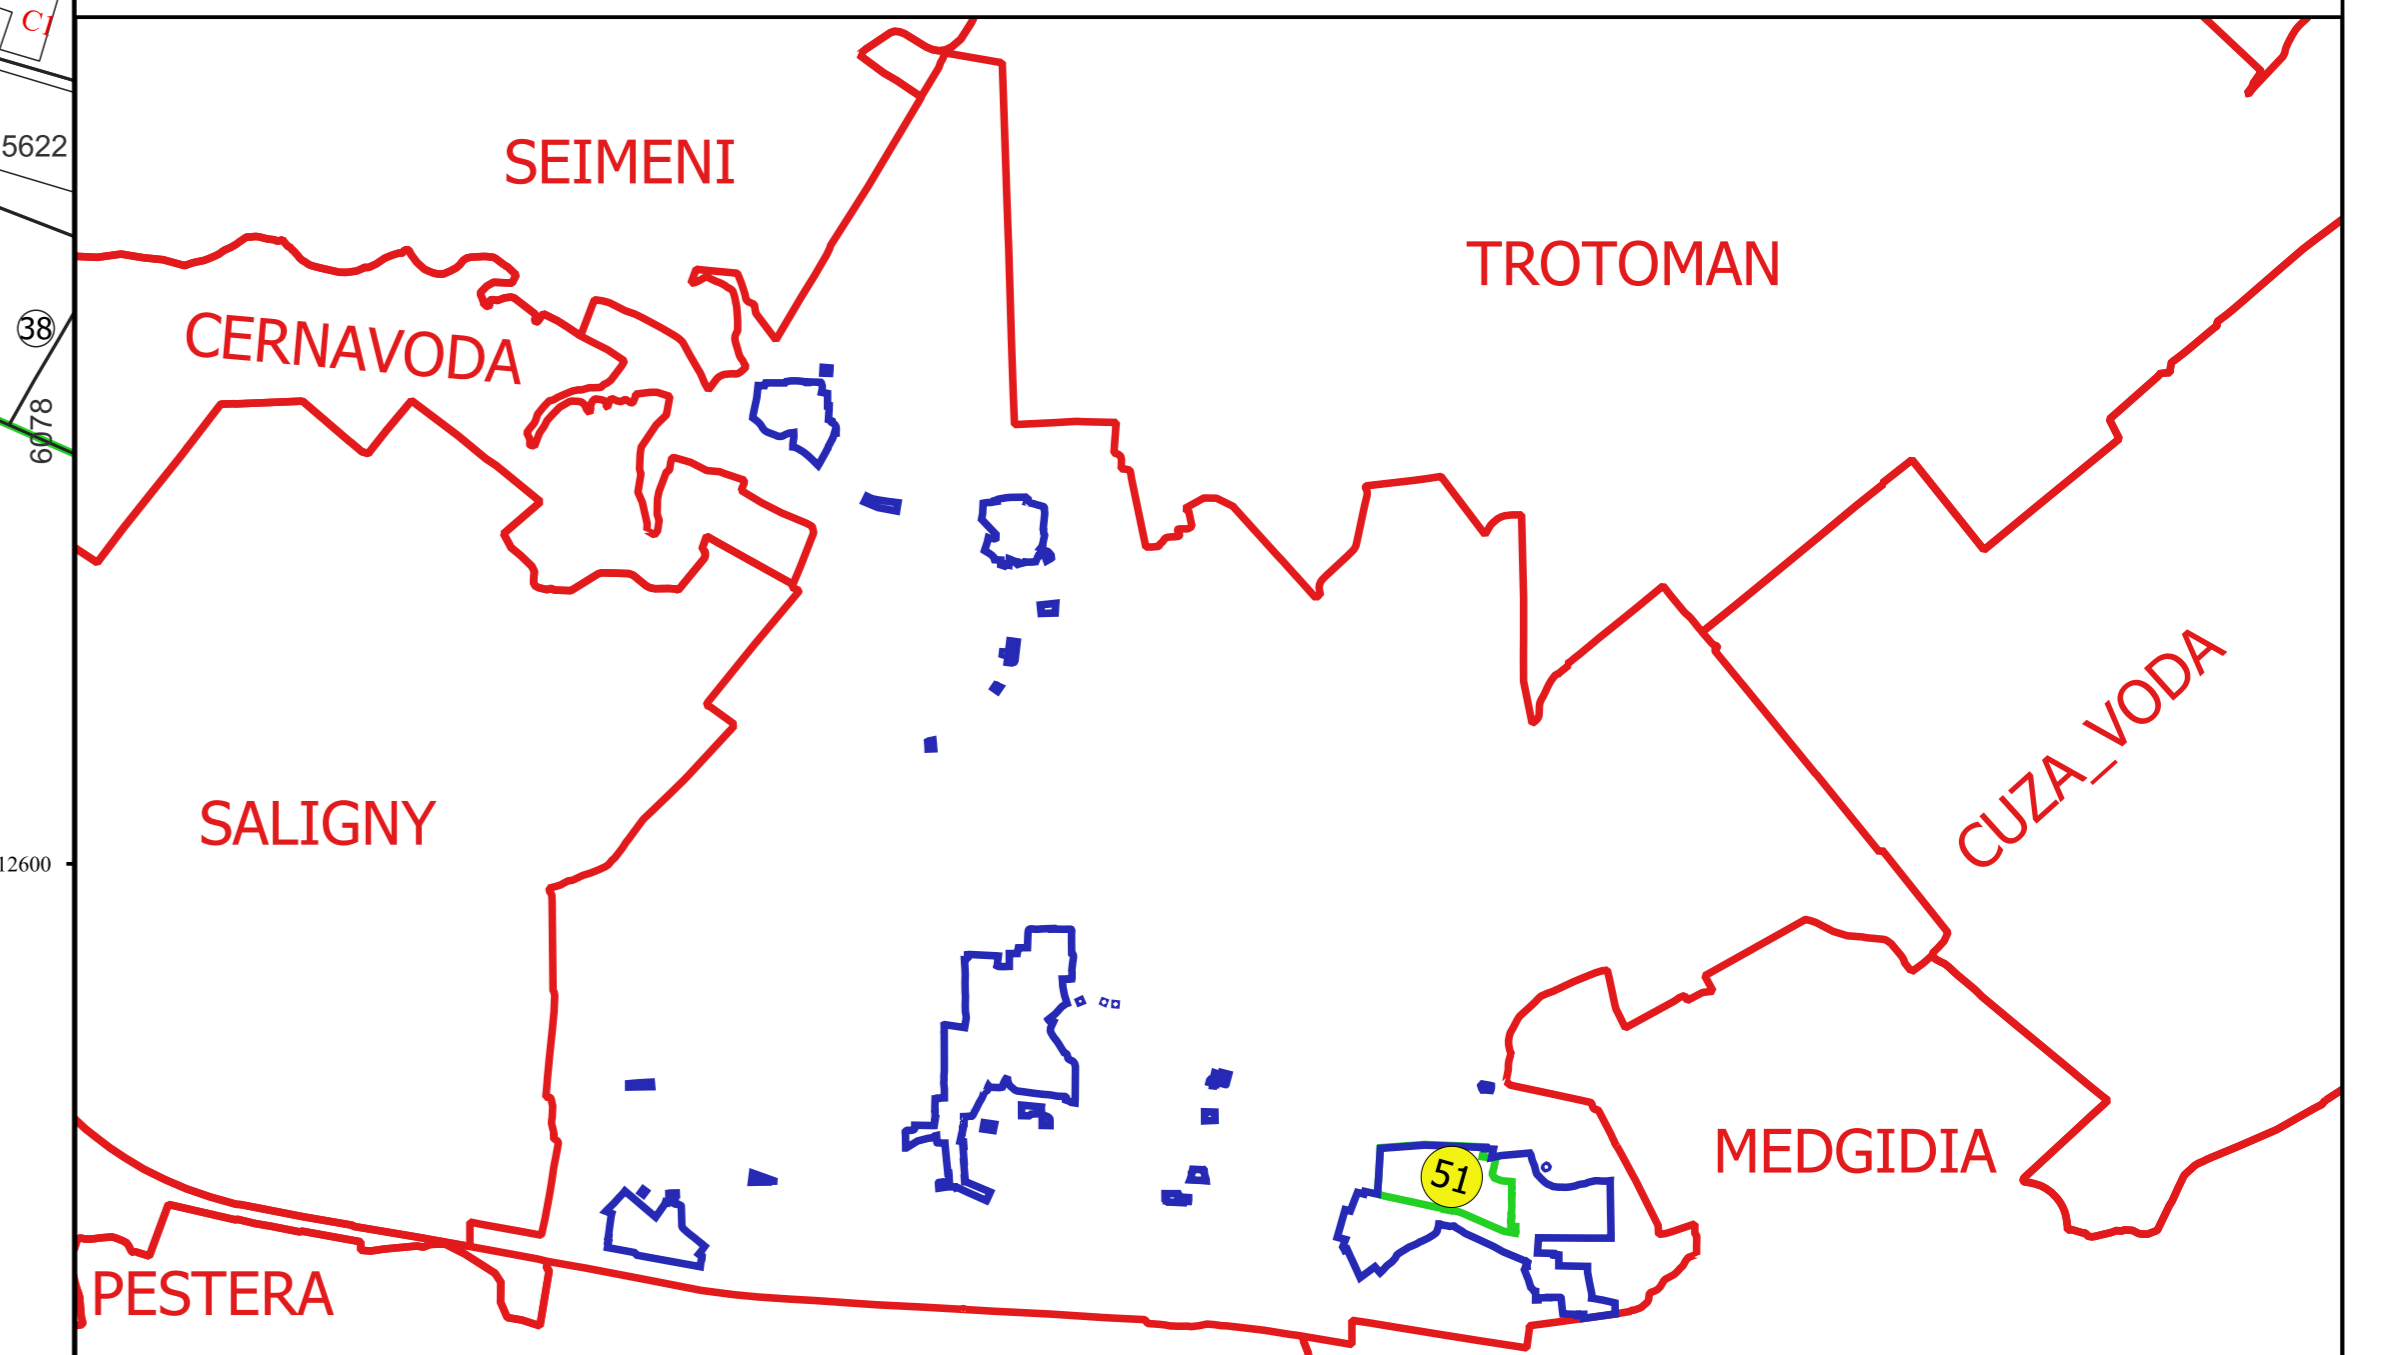 C1
5622
SEIMENI
TROTOMAN
38
CERNAVODA
6078
CUZA_VODA
SALIGNY
12600
MEDGIDIA
51
PESTERA